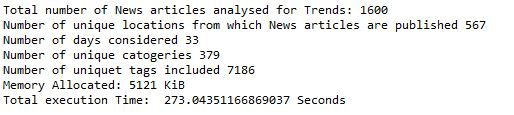 Total number of News articles analysed for Trends: 1600
Number of unique locations from which News articles are published 567
Number of days considered 33
Number of unique catogeries 379
Number of uniquet tags included 7186
Memory Allocated: 5121 KiB
Total execution Time:  273.04351166869037 Seconds